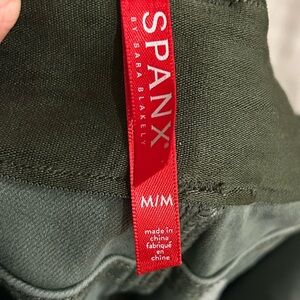 SPANX®
BY SARA BLAKELY
M/M
made in
china
fabriqué
en
chine